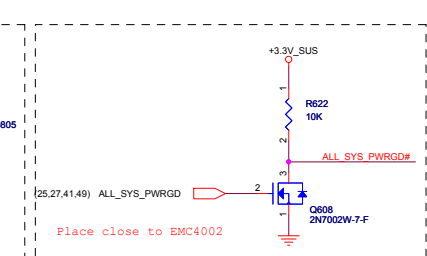 +3.3V_SUS
1
R622
805
10K
2
ALL_SYS_PWRGD#
3
(25,27,41,49) ALL_SYS_PWRGD
2
Q608
1
2N7002W-7-F
Place close to EMC4002